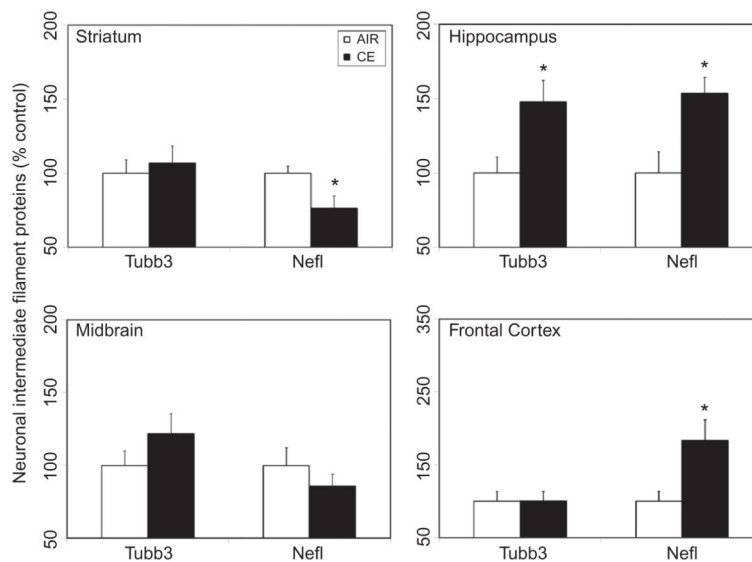 Neuronal intermediate filament proteins (% control)
Striatum
AIR
CE
200
150
100
50
*
Tubb3 Nefl
Hippocampus
200
150
100
50
* *
Tubb3 Nefl
Midbrain
200
150
100
50
Tubb3 Nefl
Frontal Cortex
350
250
150
50
*
Tubb3 Nefl